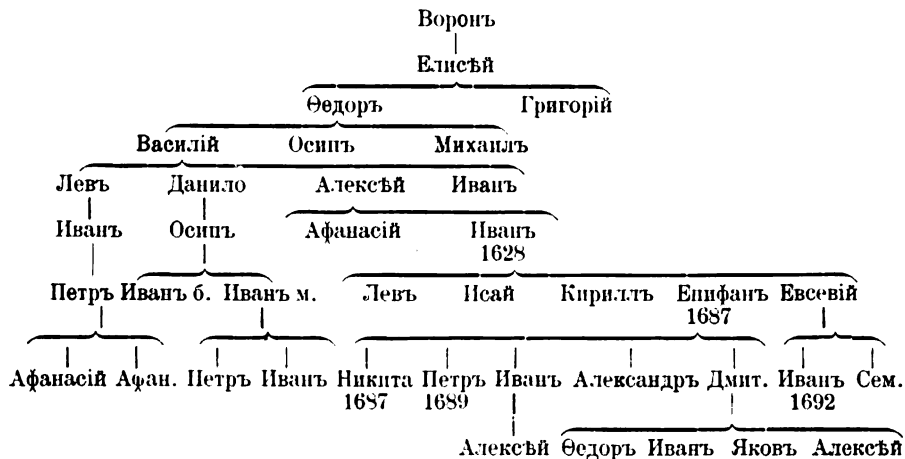 Воронъ
Елисѣй
Ѳедоръ Григорій
Василій Осипъ Михаилъ
Левъ Данило Алексѣй Иванъ
Иванъ Осипъ Афанасій Иванъ
1628
Петръ Иванъ б. Иванъ м. Левъ Исай Кириллъ Епифанъ Евсевій
1687
Афанасій Афан. Петръ Иванъ Никита Петръ Иванъ Александръ Дмит. Иванъ Сем.
1687 1689 1692
Алексѣй Ѳедоръ Иванъ Яковъ Алексѣй